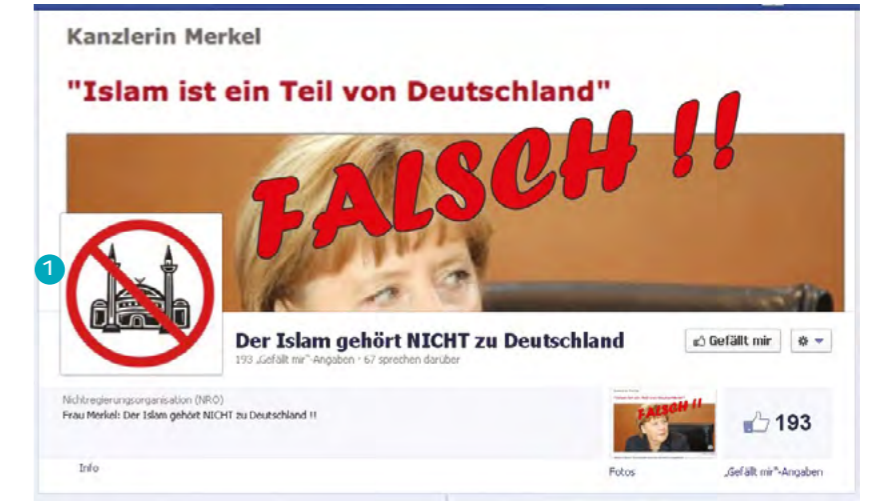 Kanzlerin Merkel
"Islam ist ein Teil von Deutschland"
FALSCH !!
1
Der Islam gehört NICHT zu Deutschland
Gefällt mir
193 „Gefällt mir"-Angaben · 67 sprechen darüber
Nichtregierungsorganisation (NRO)
Frau Merkel: Der Islam gehört NICHT zu Deutschland !!
FALSCH !!
193
Info
Fotos
„Gefällt mir"-Angaben